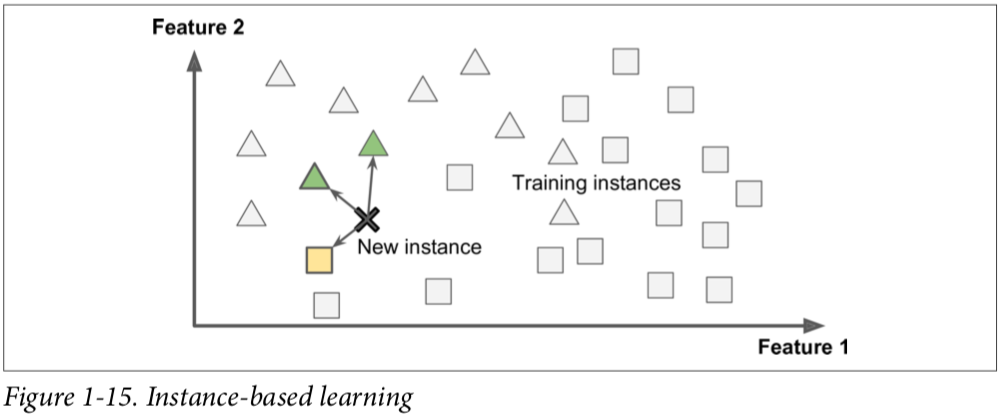 Feature 2
Training instances
New instance
Feature 1
Figure 1-15. Instance-based learning